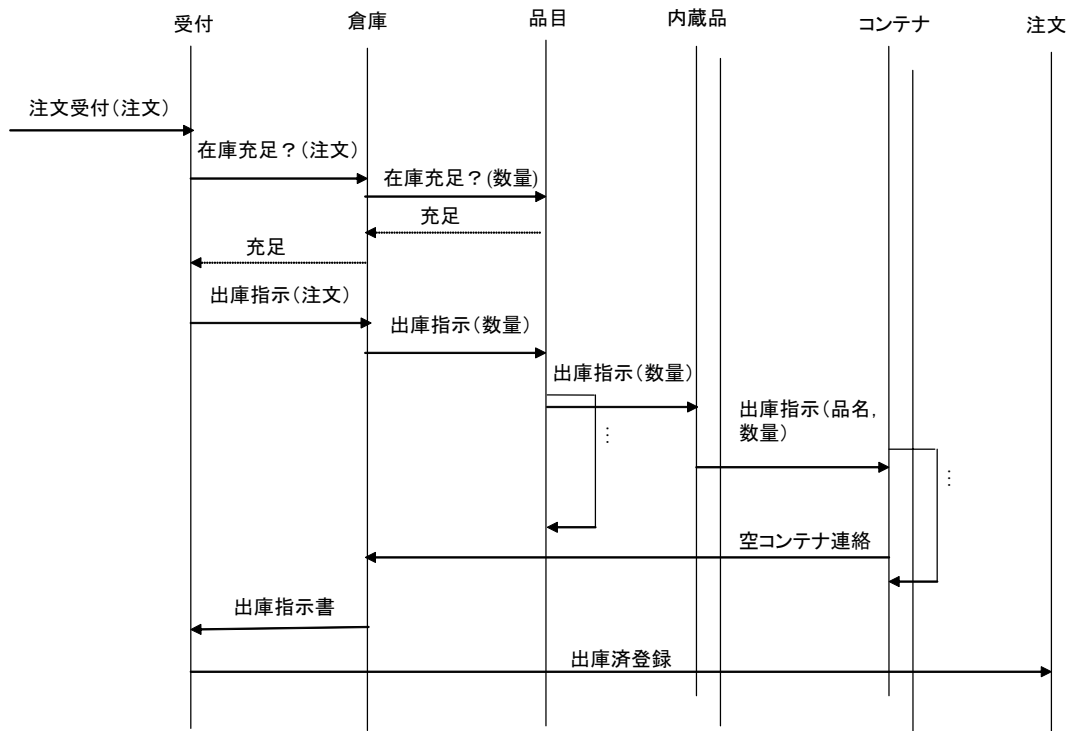 受付
倉庫
品目
内蔵品
コンテナ
注文
注文受付(注文)
在庫充足？(注文)
在庫充足？(数量)
充足
充足
出庫指示(注文)
出庫指示(数量)
出庫指示(数量)
出庫指示(品名,
数量)
…
…
空コンテナ連絡
出庫指示書
出庫済登録